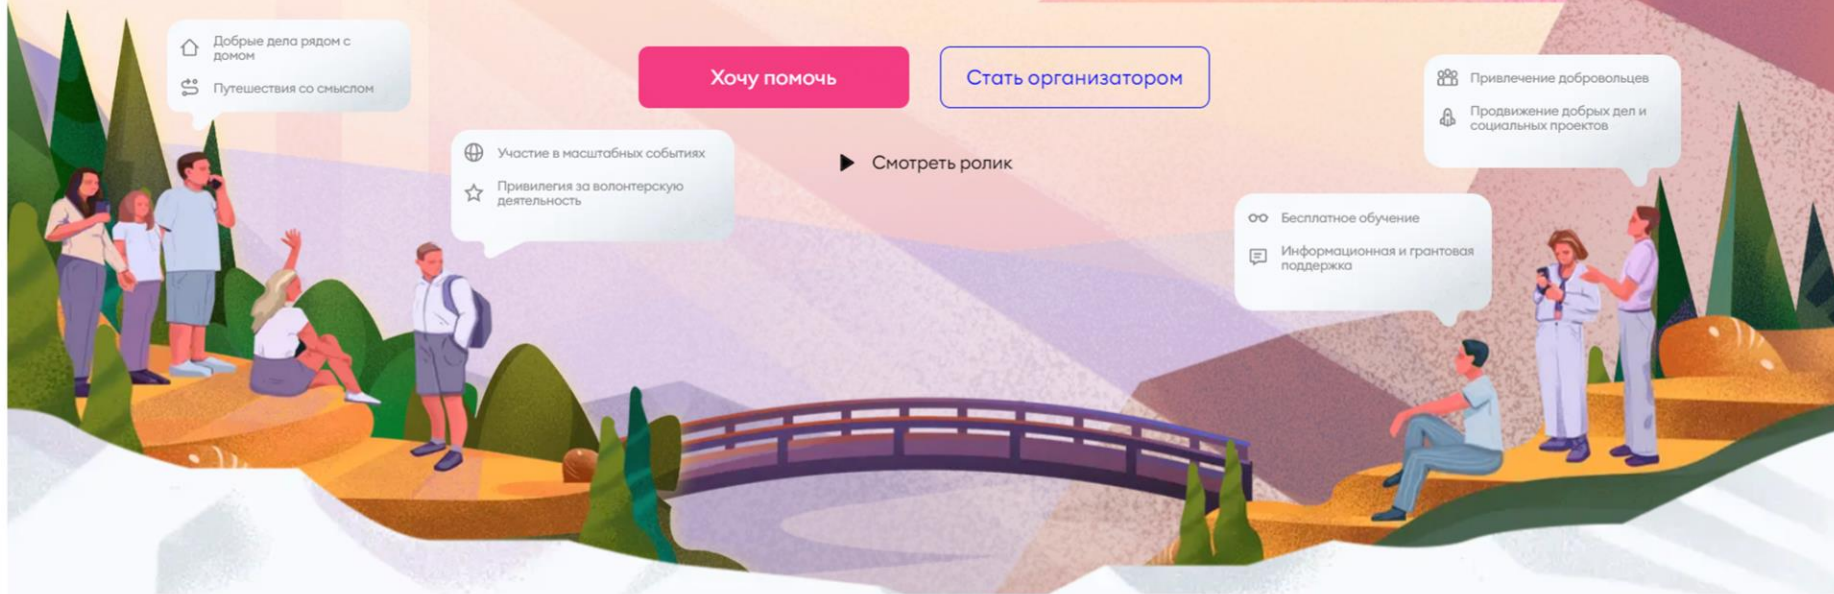 Добрые дела рядом с
домом
Путешествия со смыслом
Хочу помочь
Стать организатором
Смотреть ролик
Участие в масштабных событиях
Привилегия за волонтерскую
деятельность
Привлечение добровольцев
Продвижение добрых дел и
социальных проектов
Бесплатное обучение
Информационная и грантовая
поддержка